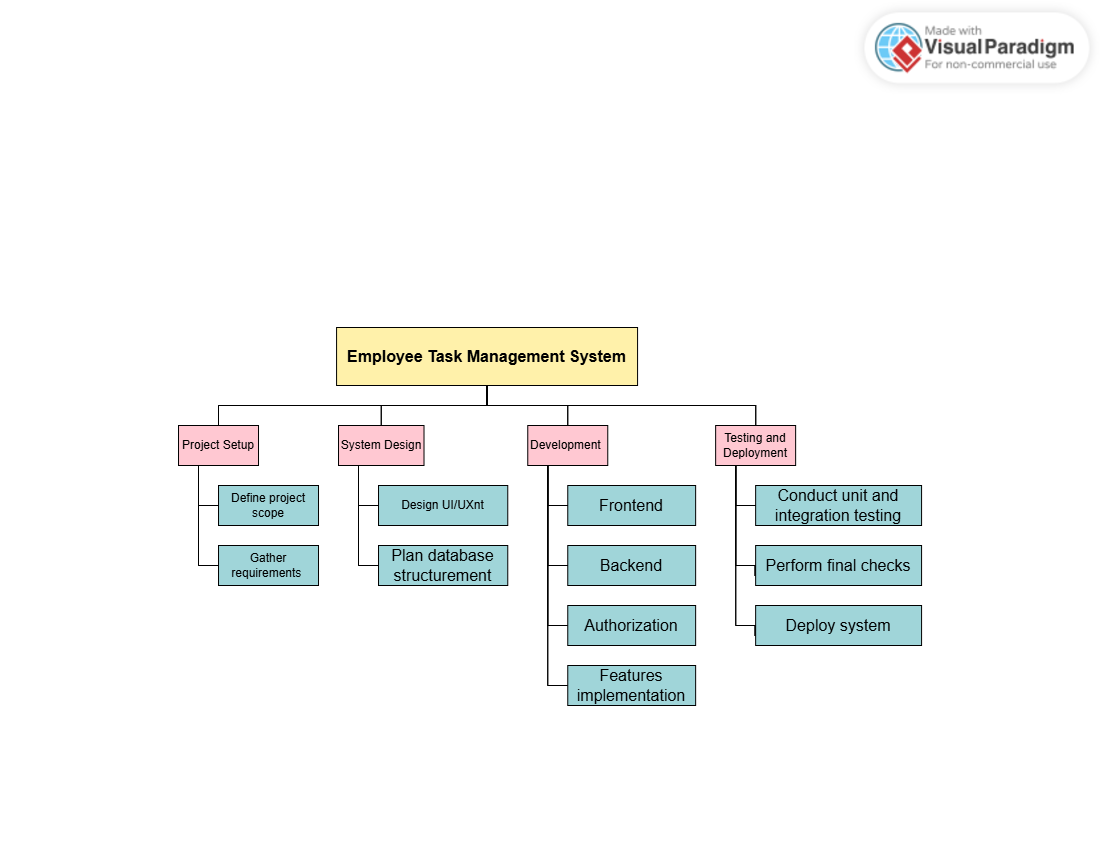 Made with
Visual Paradigm
For non-commercial use
Employee Task Management System
Project Setup
Define project
scope
Gather
requirements
System Design
Design UI/UXnt
Plan database
structurement
Development
Frontend
Backend
Authorization
Features
implementation
Testing and
Deployment
Conduct unit and
integration testing
Perform final checks
Deploy system